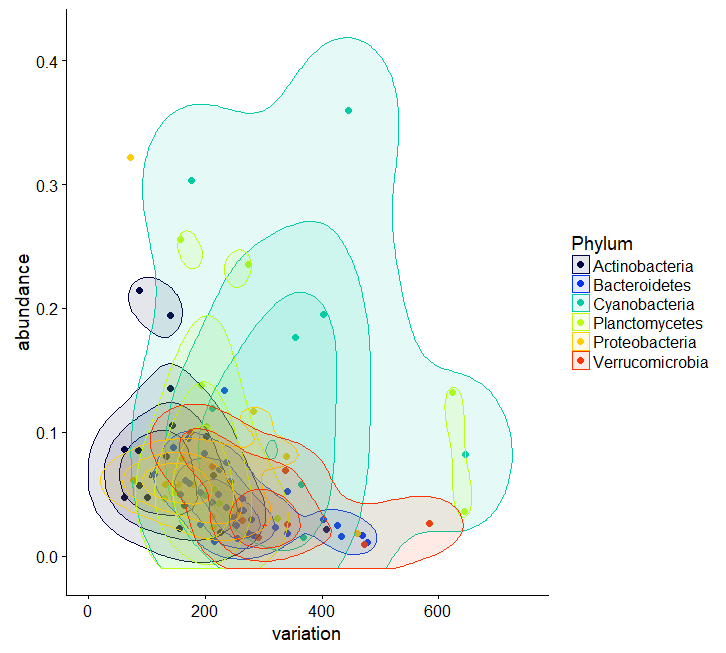 abundance
0.4
0.3
0.2
0.1
0.0
0
200
400
600
variation
Phylum
Actinobacteria
Bacteroidetes
Cyanobacteria
Planctomycetes
Proteobacteria
Verrucomicrobia